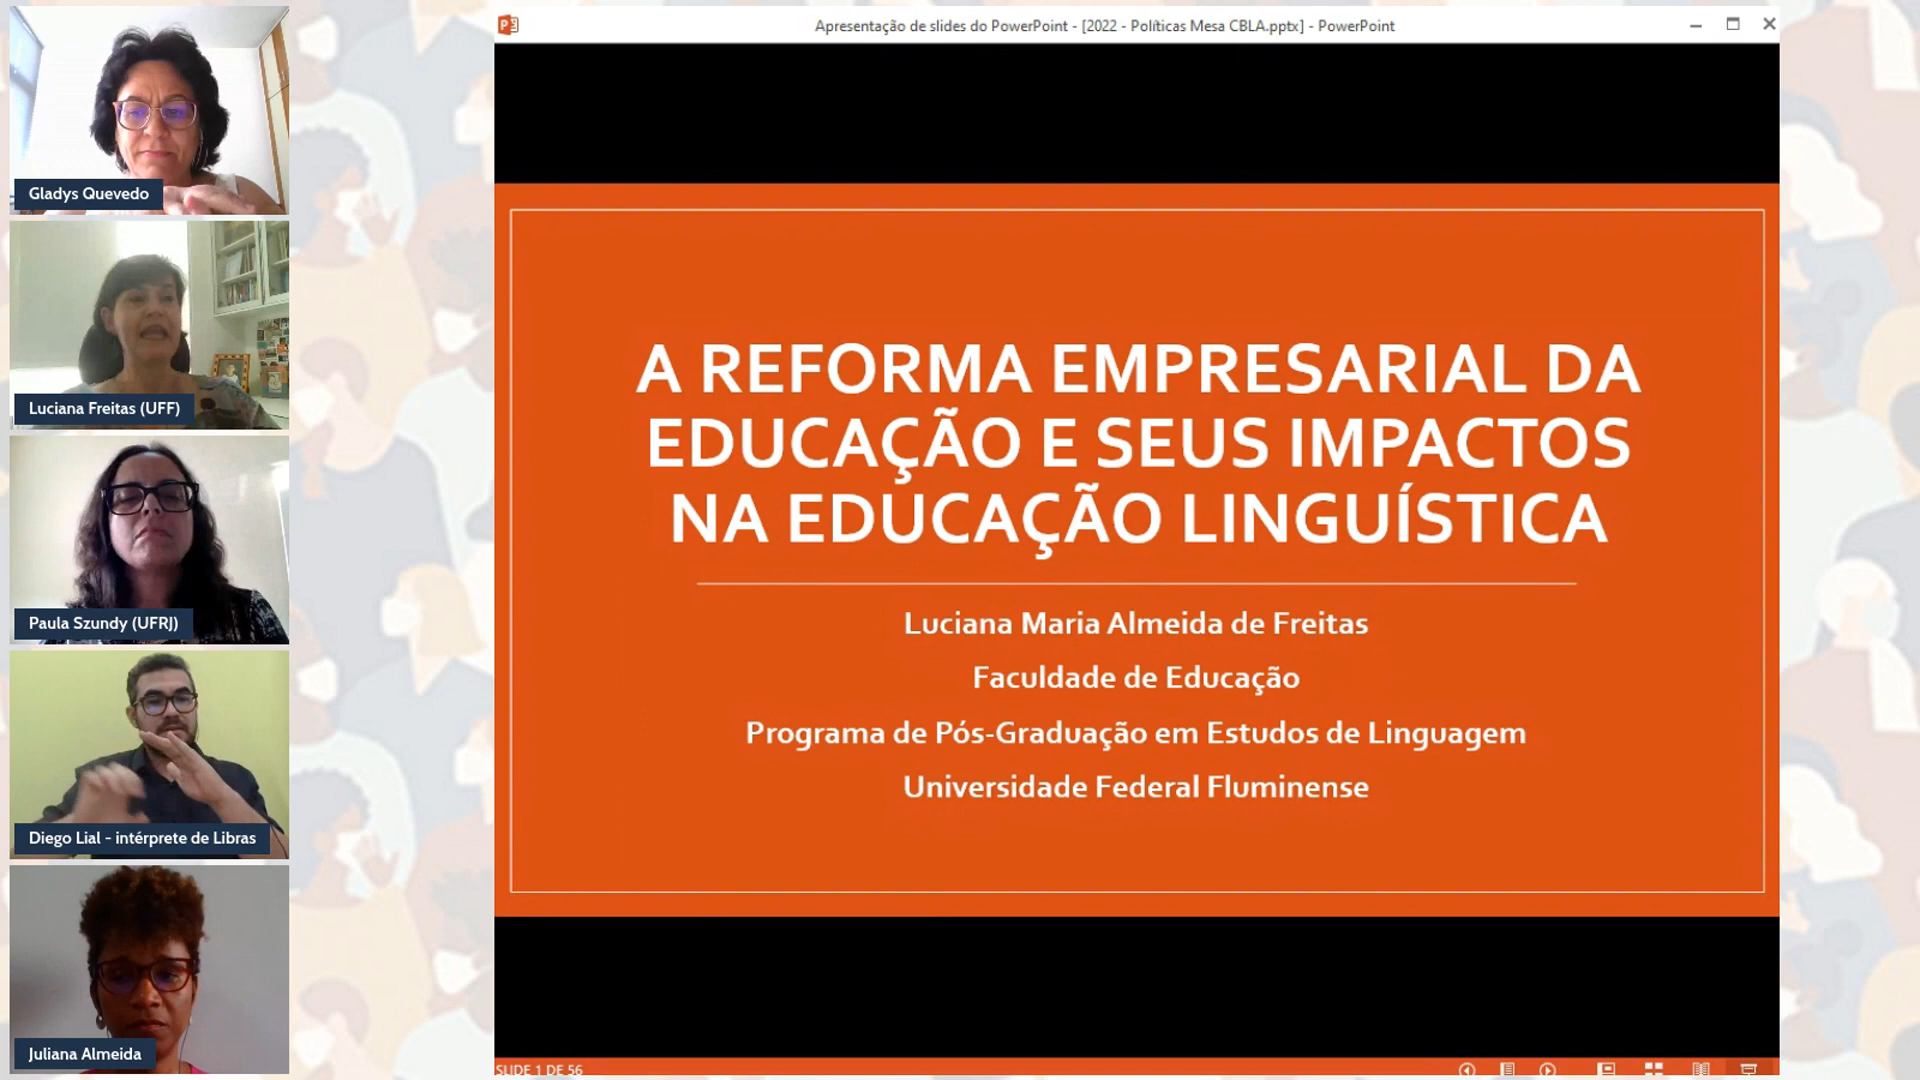 Apresentação de slides do PowerPoint - [2022 - Políticas Mesa CBLA.pptx] - PowerPoint
Gladys Quevedo
Luciana Freitas (UFF)
Paula Szundy (UFRJ)
Diego Lial - intérprete de Libras
Juliana Almeida
A REFORMA EMPRESARIAL DA
EDUCAÇÃO E SEUS IMPACTOS
NA EDUCAÇÃO LINGUÍSTICA
Luciana Maria Almeida de Freitas
Faculdade de Educação
Programa de Pós-Graduação em Estudos de Linguagem
Universidade Federal Fluminense
SLIDE 1 DE 56